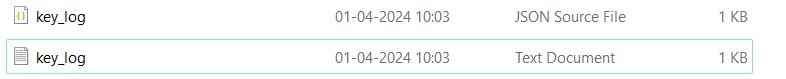 key_log 01-04-2024 10:03 JSON Source File 1 KB
key_log 01-04-2024 10:03 Text Document 1 KB